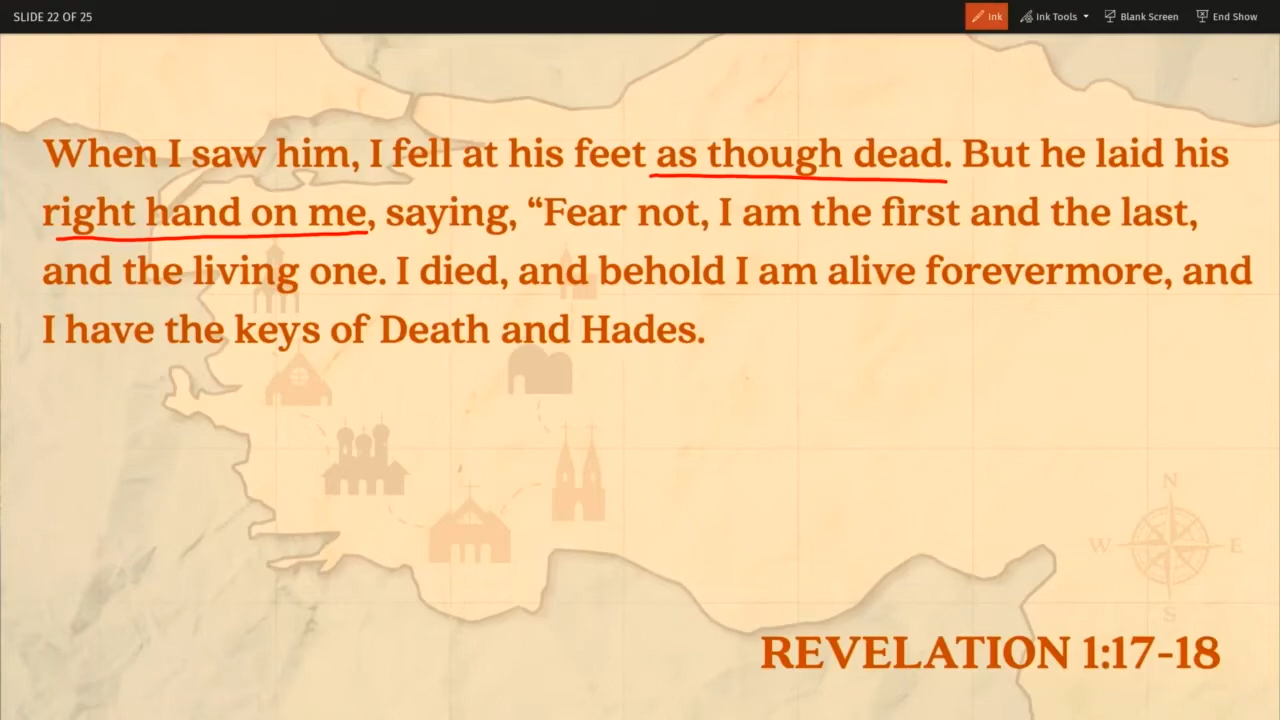 SLIDE 22 OF 25 Ink Ink Tools Blank Screen End Show
When I saw him, I fell at his feet as though dead. But he laid his
right hand on me, saying, “Fear not, I am the first and the last,
and the living one. I died, and behold I am alive forevermore, and
I have the keys of Death and Hades.
N
W E
S
REVELATION 1:17-18